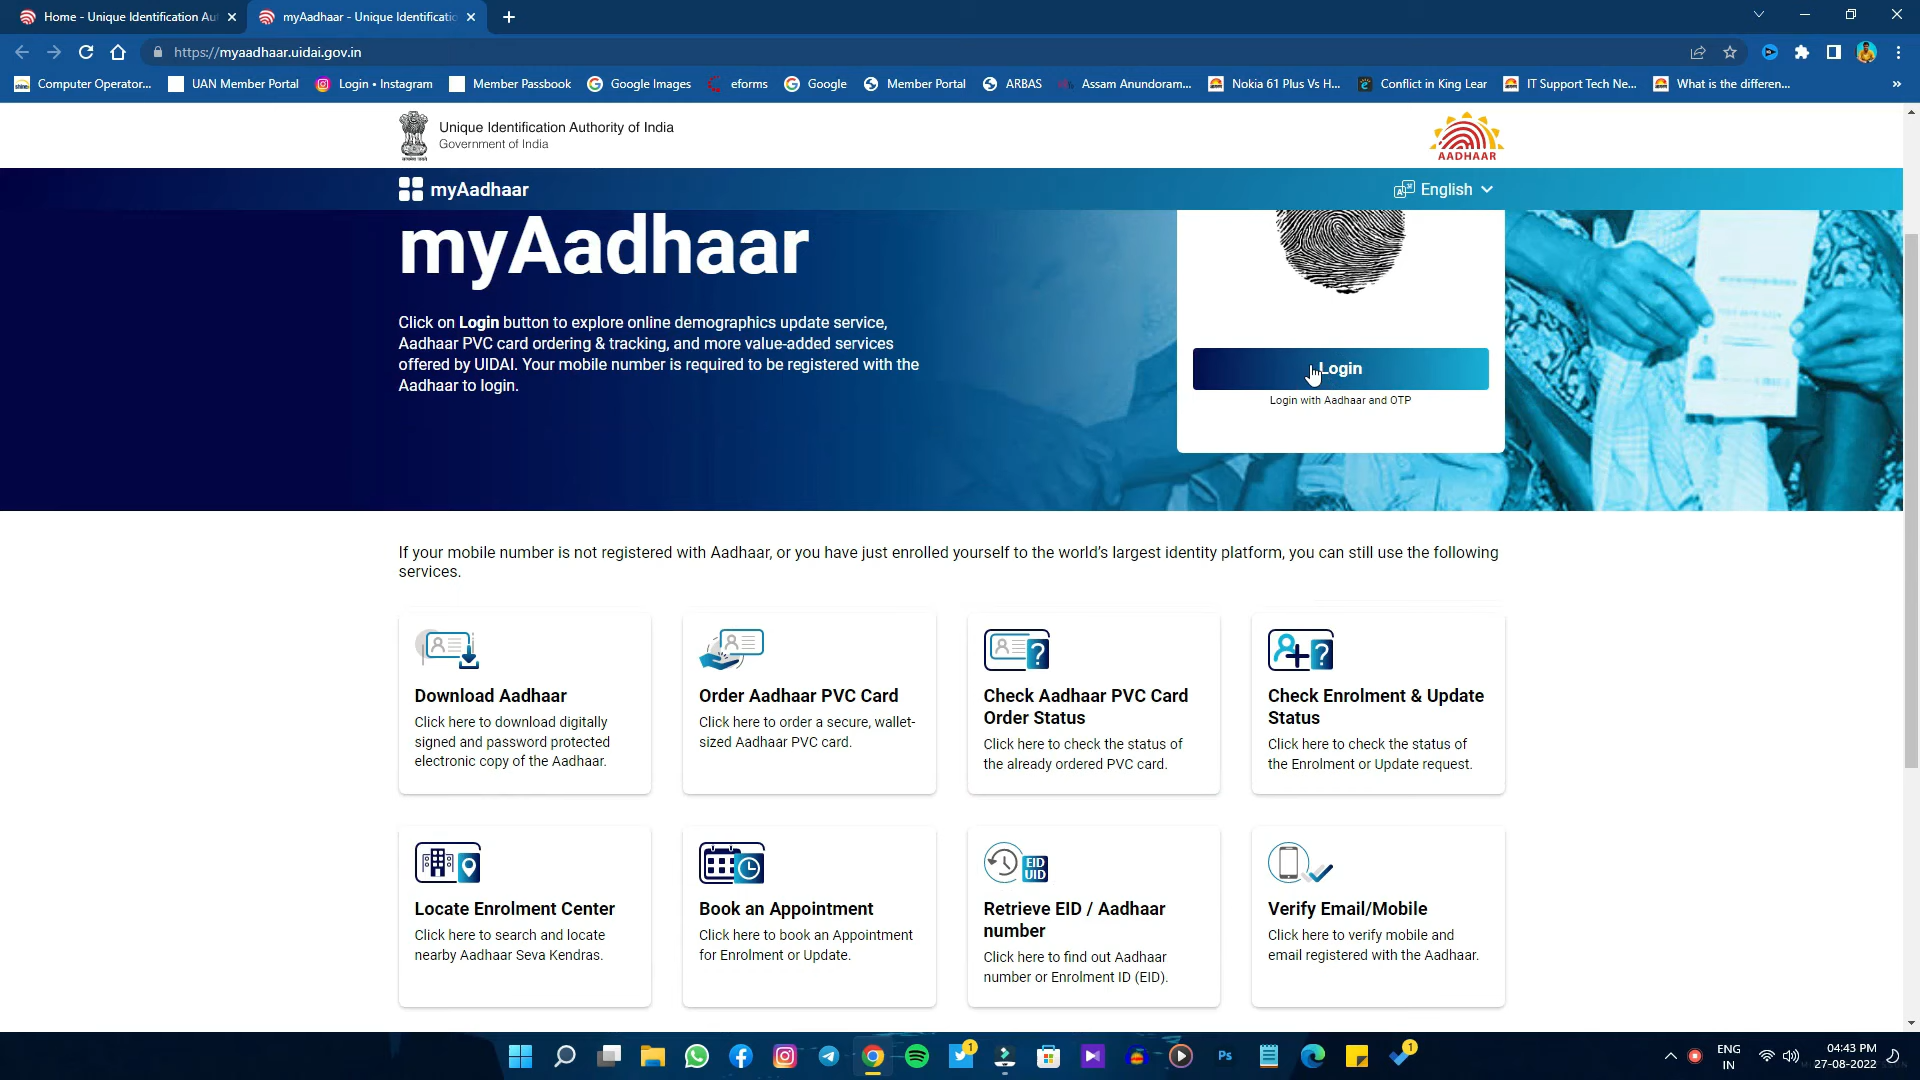 Home - Unique Identification Aut
myAadhaar - Unique Identificatio
https://myaadhaar.uidai.gov.in
Computer Operator...
UAN Member Portal
Login • Instagram
Member Passbook
Google Images
eforms
Google
Member Portal
ARBAS
Assam Anundoram...
Nokia 61 Plus Vs H...
Conflict in King Lear
IT Support Tech Ne...
What is the differen...
Unique Identification Authority of India
Government of India
AADHAAR
myAadhaar
English
myAadhaar
Click on Login button to explore online demographics update service,
Aadhaar PVC card ordering & tracking, and more value-added services
offered by UIDAI. Your mobile number is required to be registered with the
Aadhaar to login.
Login
Login with Aadhaar and OTP
If your mobile number is not registered with Aadhaar, or you have just enrolled yourself to the world's largest identity platform, you can still use the following
services.
Download Aadhaar
Click here to download digitally
signed and password protected
electronic copy of the Aadhaar.
Order Aadhaar PVC Card
Click here to order a secure, wallet-
sized Aadhaar PVC card.
Check Aadhaar PVC Card
Order Status
Click here to check the status of
the already ordered PVC card.
Check Enrolment & Update
Status
Click here to check the status of
the Enrolment or Update request.
Locate Enrolment Center
Click here to search and locate
nearby Aadhaar Seva Kendras.
Book an Appointment
Click here to book an Appointment
for Enrolment or Update.
EID
UID
Retrieve EID / Aadhaar
number
Click here to find out Aadhaar
number or Enrolment ID (EID).
Verify Email/Mobile
Click here to verify mobile and
email registered with the Aadhaar.
1
Ps
1
ENG
IN
04:43 PM
27-08-2022